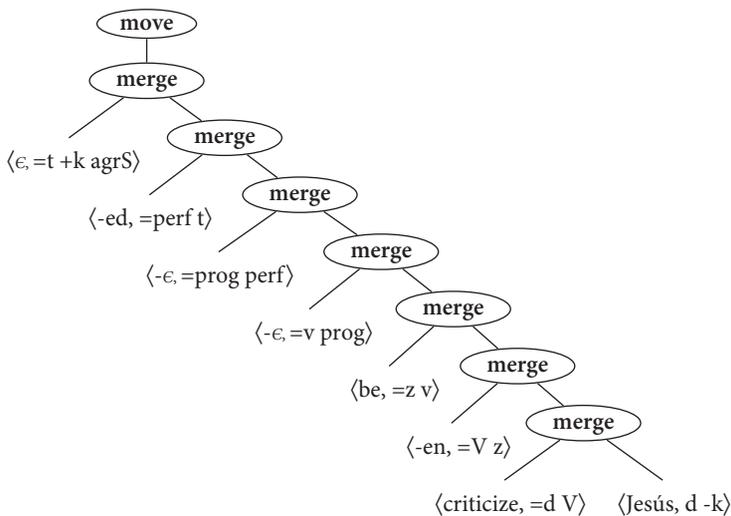 move
merge
merge
⟨ϵ, =t +k agrS⟩
merge
⟨-ed, =perf t⟩
merge
⟨-ϵ, =prog perf⟩
merge
⟨-ϵ, =v prog⟩
merge
⟨be, =z v⟩
merge
⟨-en, =V z⟩
⟨criticize, =d V⟩ ⟨Jesús, d -k⟩